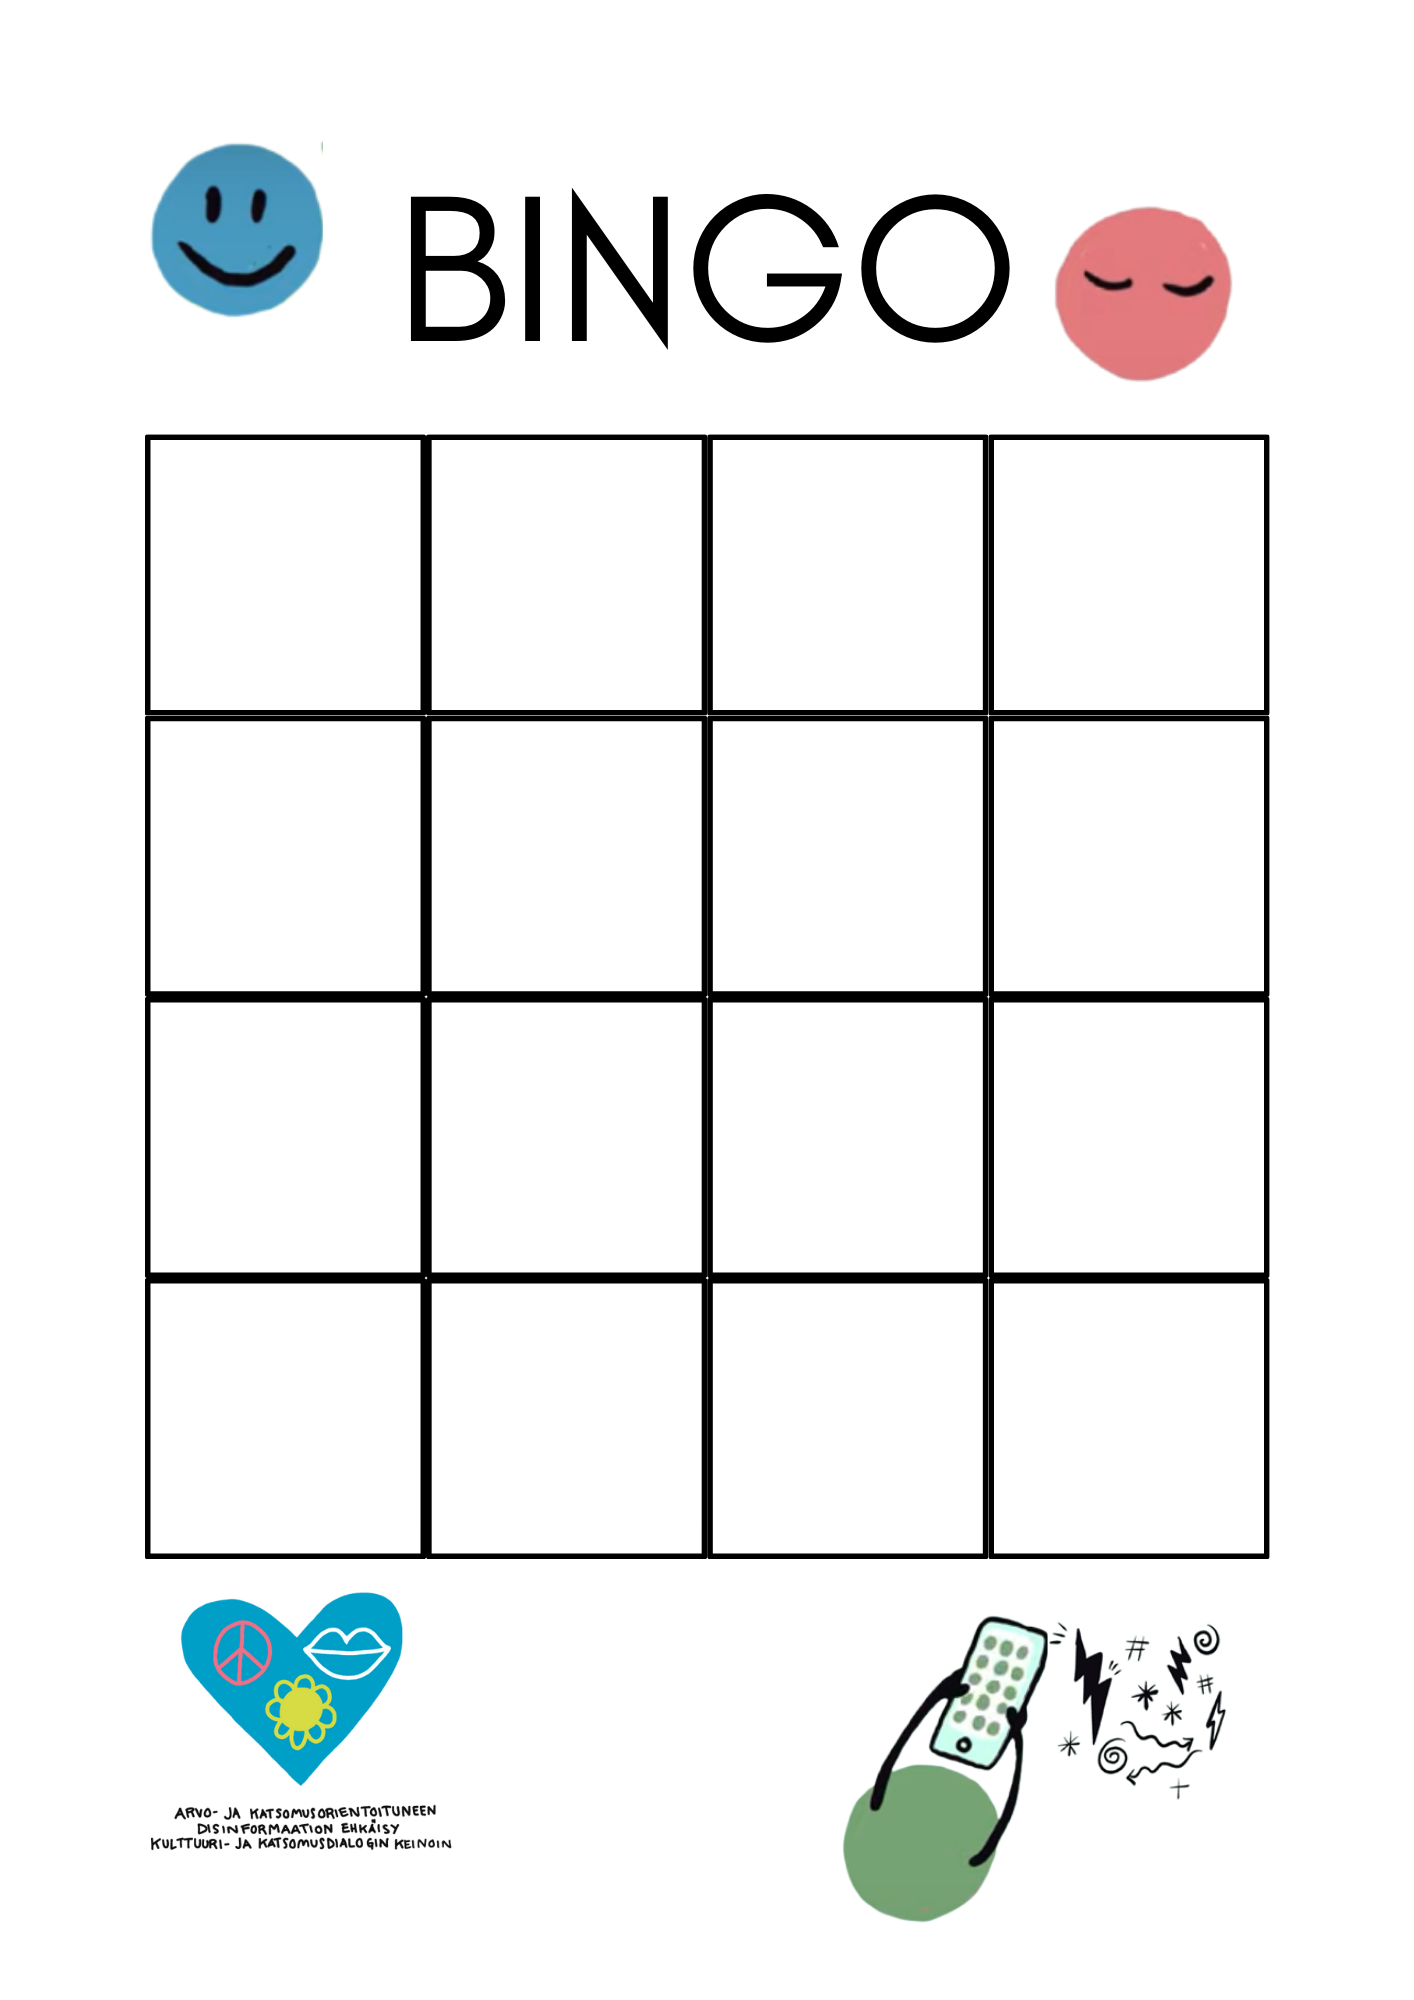 BINGO
ARVO- JA KATSOMUSORIENTOITUNEEN
DISINFORMAATION EHKÄISY
KULTTUURI- JA KATSOMUSDIALOGIN KEINOIN